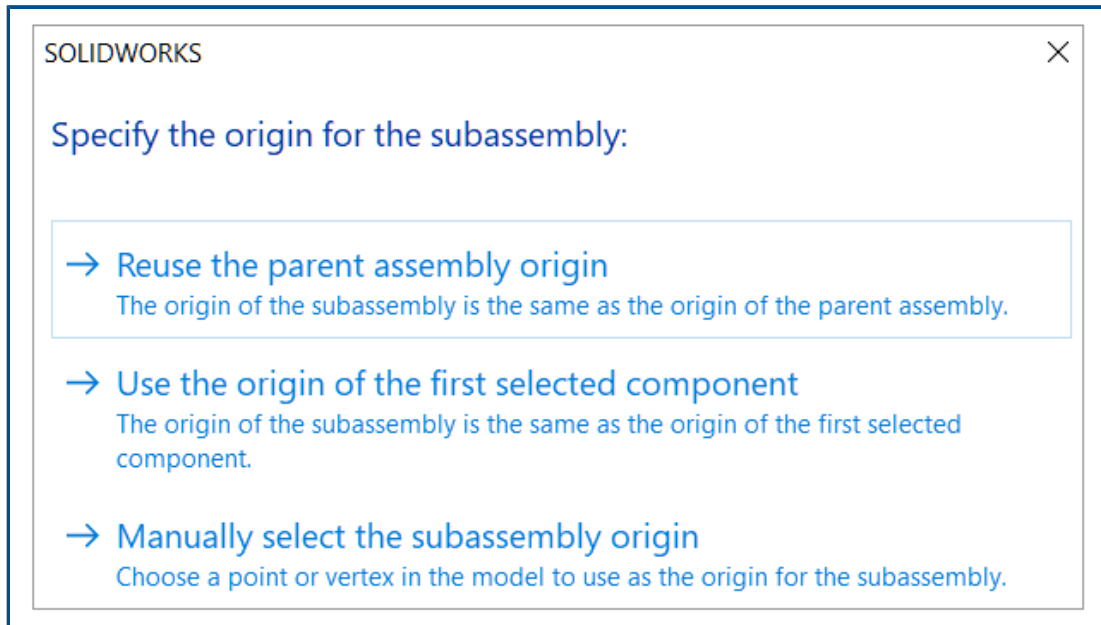 SOLIDWORKS
Specify the origin for the subassembly:
Reuse the parent assembly origin
The origin of the subassembly is the same as the origin of the parent assembly.
Use the origin of the first selected component
The origin of the subassembly is the same as the origin of the first selected
component.
Manually select the subassembly origin
Choose a point or vertex in the model to use as the origin for the subassembly.